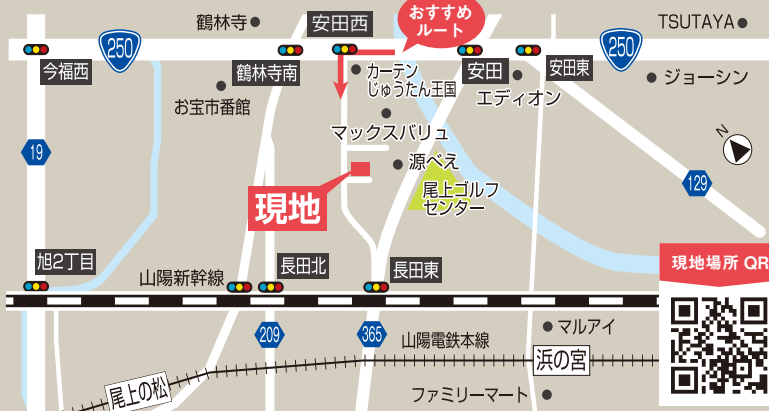 鶴林寺
安田西
おすすめ
ルート
TSUTAYA
250
250
今福西
鶴林寺南
カーテン
じゅうたん王国
安田
安田東
ジョーシン
お宝市番館
エディオン
マックスバリュ
N
19
源べえ
129
現地
尾上ゴルフ
センター
旭2丁目
山陽新幹線
長田北
長田東
現地場所 QR
209
365
山陽電鉄本線
マルアイ
浜の宮
尾上の松
ファミリーマート